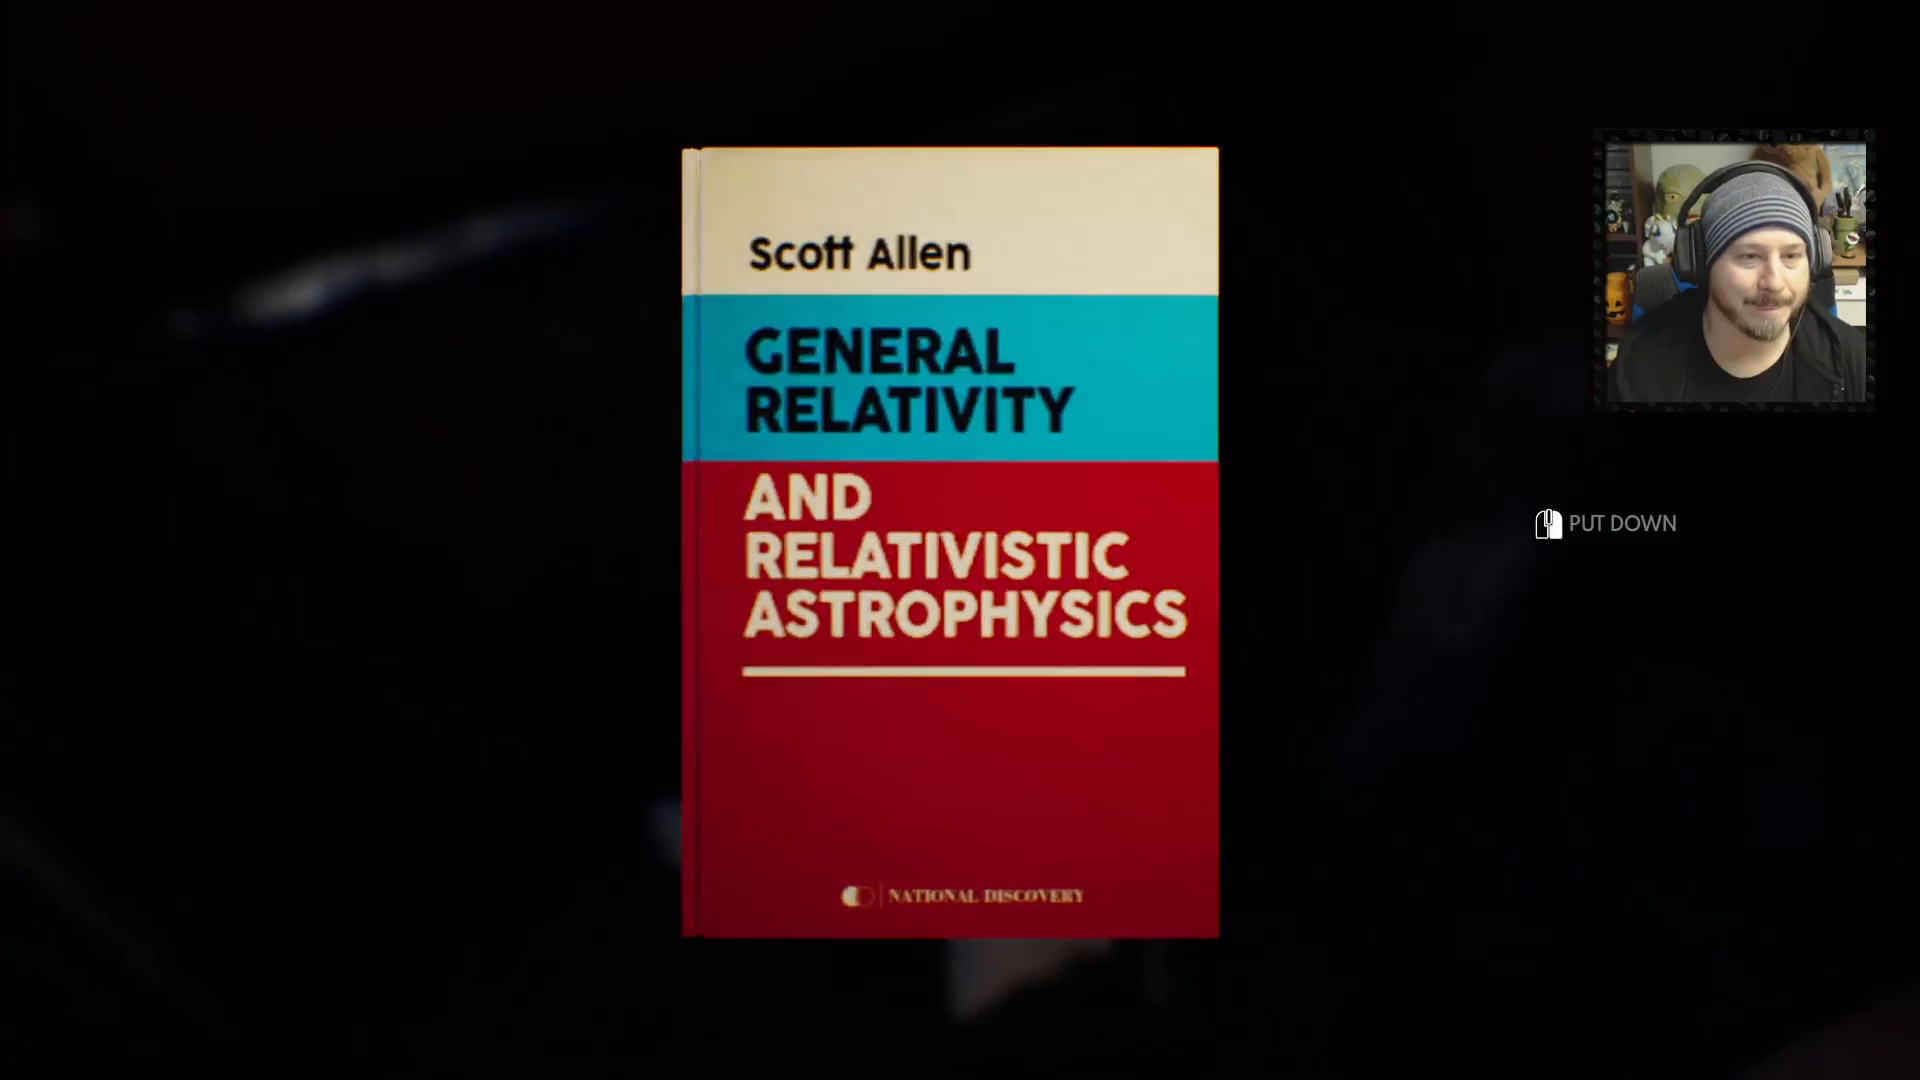 Scott Allen
GENERAL
RELATIVITY
AND
RELATIVISTIC
ASTROPHYSICS
NATIONAL DISCOVERY
PUT DOWN